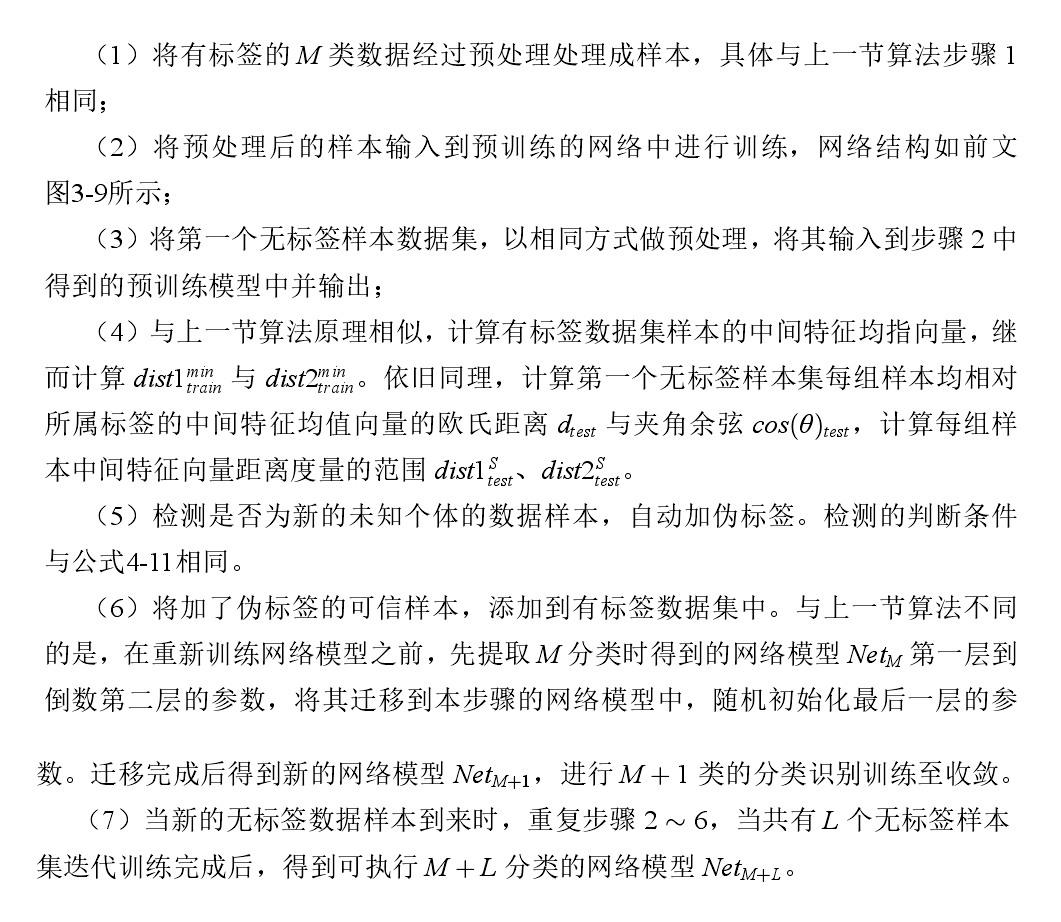 （1）将有标签的 M 类数据经过预处理处理成样本，具体与上一节算法步骤 1
相同；
（2）将预处理后的样本输入到预训练的网络中进行训练，网络结构如前文
图3-9所示；
（3）将第一个无标签样本数据集，以相同方式做预处理，将其输入到步骤 2 中
得到的预训练模型中并输出；
（4）与上一节算法原理相似，计算有标签数据集样本的中间特征均指向量，继
而计算 dist1_{train}^{min} 与 dist2_{train}^{min}。依旧同理，计算第一个无标签样本集每组样本均相对
所属标签的中间特征均值向量的欧氏距离 d_{test} 与夹角余弦 cos(θ)_{test}，计算每组样
本中间特征向量距离度量的范围 dist1_{test}^{S}、dist2_{test}^{S}。
（5）检测是否为新的未知个体的数据样本，自动加伪标签。检测的判断条件
与公式4-11相同。
（6）将加了伪标签的可信样本，添加到有标签数据集中。与上一节算法不同
的是，在重新训练网络模型之前，先提取 M 分类时得到的网络模型 Net_{M} 第一层到
倒数第二层的参数，将其迁移到本步骤的网络模型中，随机初始化最后一层的参
数。迁移完成后得到新的网络模型 Net_{M+1}，进行 M + 1 类的分类识别训练至收敛。
（7）当新的无标签数据样本到来时，重复步骤 2 ∼ 6，当共有 L 个无标签样本
集迭代训练完成后，得到可执行 M + L 分类的网络模型 Net_{M+L}。